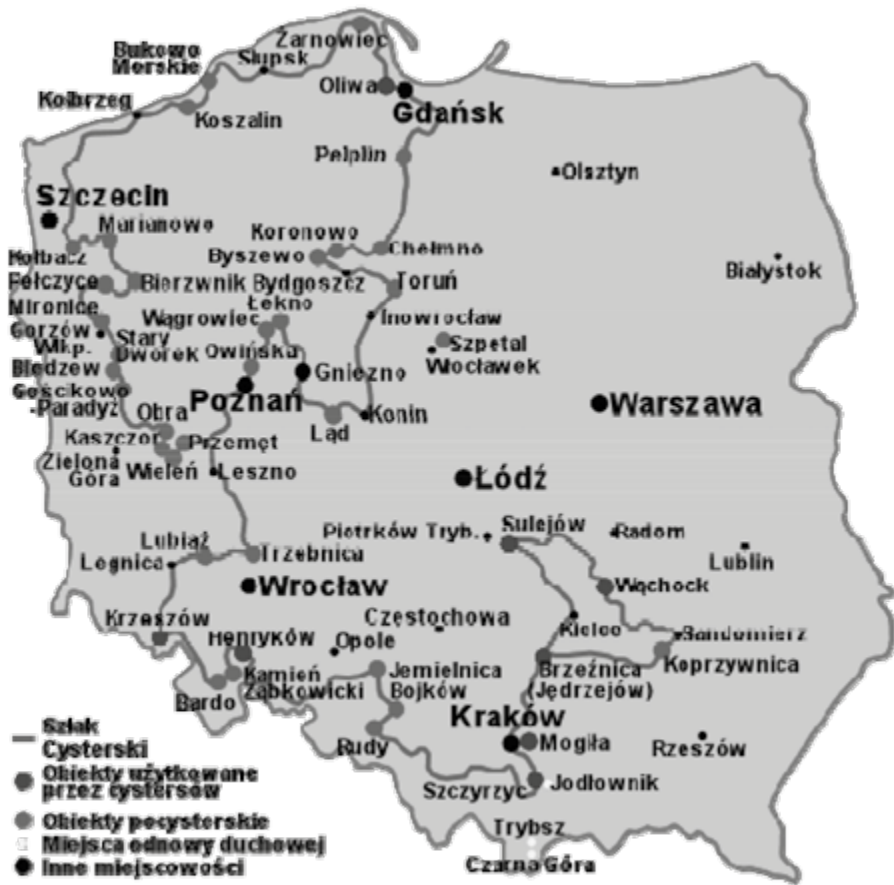 Żarnowiec
Bukowo
Morskie
Słupsk
Oliwa
Gdańsk
Kołbrzeg
Koszalin
Pelplin
Olsztyn
Szczecin
Marianowo
Koronowo
Chełmno
Byszewo
Kołbacz
Białystok
Pełczyce
Bierzwnik
Bydgoszcz
Toruń
Mironice
Łekno
Wągrowiec
Inowrocław
Gorzów
Wlkp.
Stary
Dworek
Owińska
Szpetal
Włocławek
Bledzew
Gniezno
Gościkowo
-Paradyż
Poznań
Warszawa
Obra
Ląd
Konin
Kaszczor
Przemęt
Zielona
Góra
Wieleń
Leszno
Łódź
Piotrków Tryb.
Sulejów
Radom
Lubiąż
Legnica
Trzebnica
Lublin
Wrocław
Wąchock
Krzeszów
Częstochowa
Kielce
Sandomierz
Henryków
Opole
Brzeźnica
(Jędrzejów)
Koprzywnica
Kamień
Ząbkowicki
Jemielnica
Bardo
Bojków
Kraków
Rudy
Mogiła
Rzeszów
Szczyrzyc
Jodłownik
Trybsz
Czarna Góra
Szlak
Cysterski
Obiekty użytkowane
przez cystersów
Obiekty pocysterskie
Miejsca odnowy duchowej
Inne miejscowości